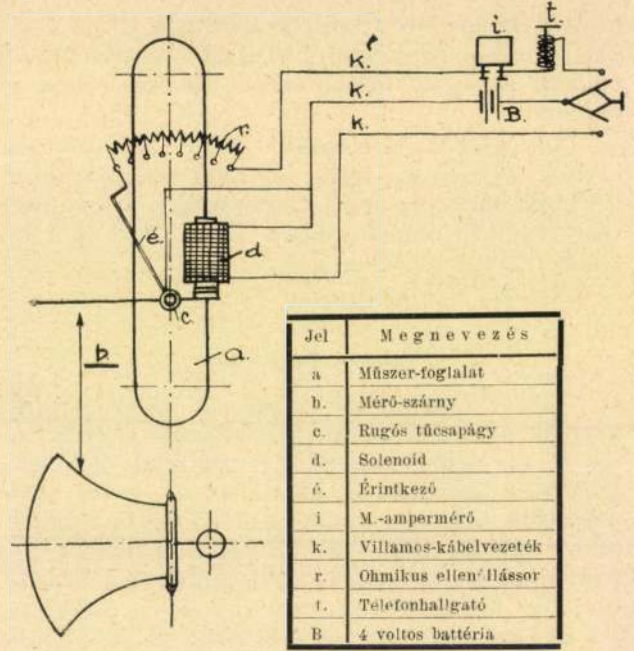 t.
i.
k.
k.
B.
k.
r.
é.
d
c.
b.
a.
Jel Megnevezés
a Műszer-foglalat
b. Mérő-szárny
c. Rugós tűcsapágy
d. Solenoid
é. Érintkező
i M.-ampermérő
k. Villamos-kábelvezeték
r. Ohmikus ellenállássor
t. Telefonhallgató
B 4 voltos battéria